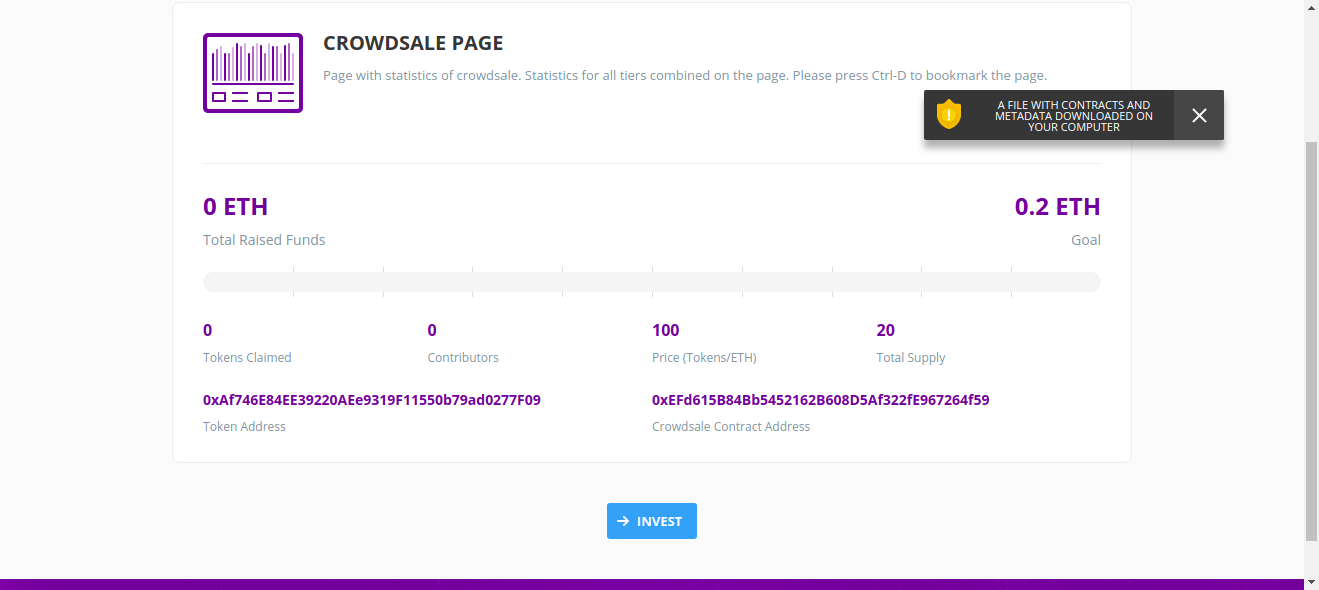 CROWDSALE PAGE
Page with statistics of crowdsale. Statistics for all tiers combined on the page. Please press Ctrl-D to bookmark the page.
A FILE WITH CONTRACTS AND
METADATA DOWNLOADED ON
YOUR COMPUTER
0 ETH
0.2 ETH
Total Raised Funds
Goal
0
0
100
20
Tokens Claimed
Contributors
Price (Tokens/ETH)
Total Supply
0xAf746E84EE39220AEe9319F11550b79ad0277F09
0xEFd615B84Bb5452162B608D5Af322fE967264f59
Token Address
Crowdsale Contract Address
INVEST